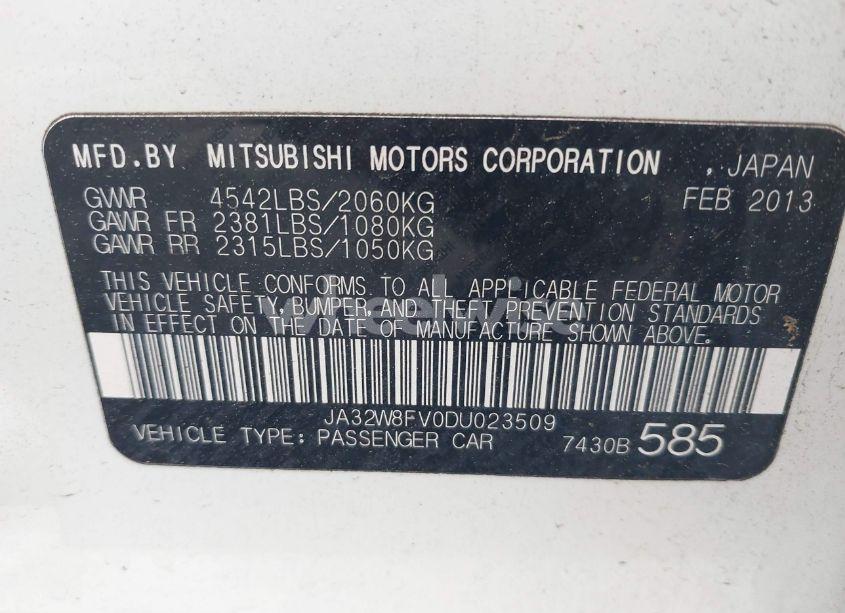 MFD.BY MITSUBISHI MOTORS CORPORATION , JAPAN
GVWR 4542LBS/2060KG FEB 2013
GAWR FR 2381LBS/1080KG
GAWR RR 2315LBS/1050KG
THIS VEHICLE CONFORMS TO ALL APPLICABLE FEDERAL MOTOR
VEHICLE SAFETY, BUMPER, AND THEFT PREVENTION STANDARDS
IN EFFECT ON THE DATE OF MANUFACTURE SHOWN ABOVE.
wheelwise
JA32W8FV0DU023509
VEHICLE TYPE: PASSENGER CAR 7430B 585